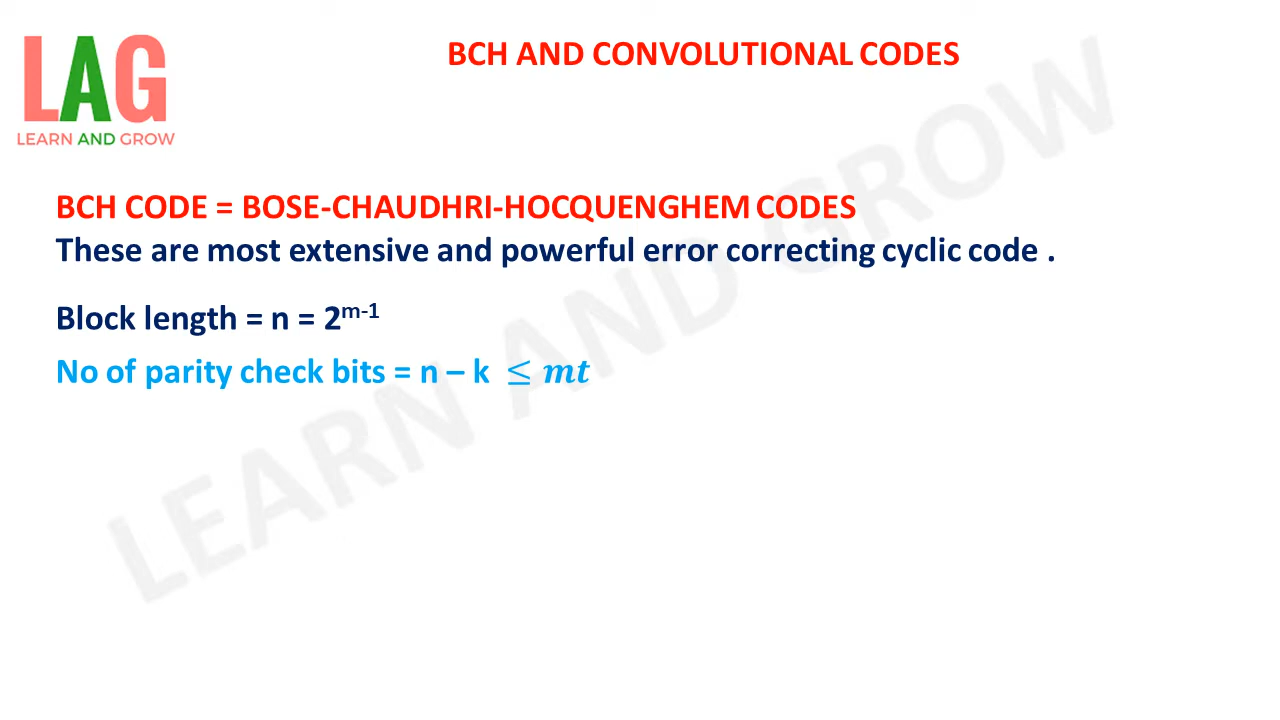 LAG
LEARN AND GROW
BCH AND CONVOLUTIONAL CODES
BCH CODE = BOSE-CHAUDHRI-HOCQUENGHEM CODES
These are most extensive and powerful error correcting cyclic code .
Block length = n = 2^{m-1}
No of parity check bits = n – k ≤ mt
LEARN AND GROW